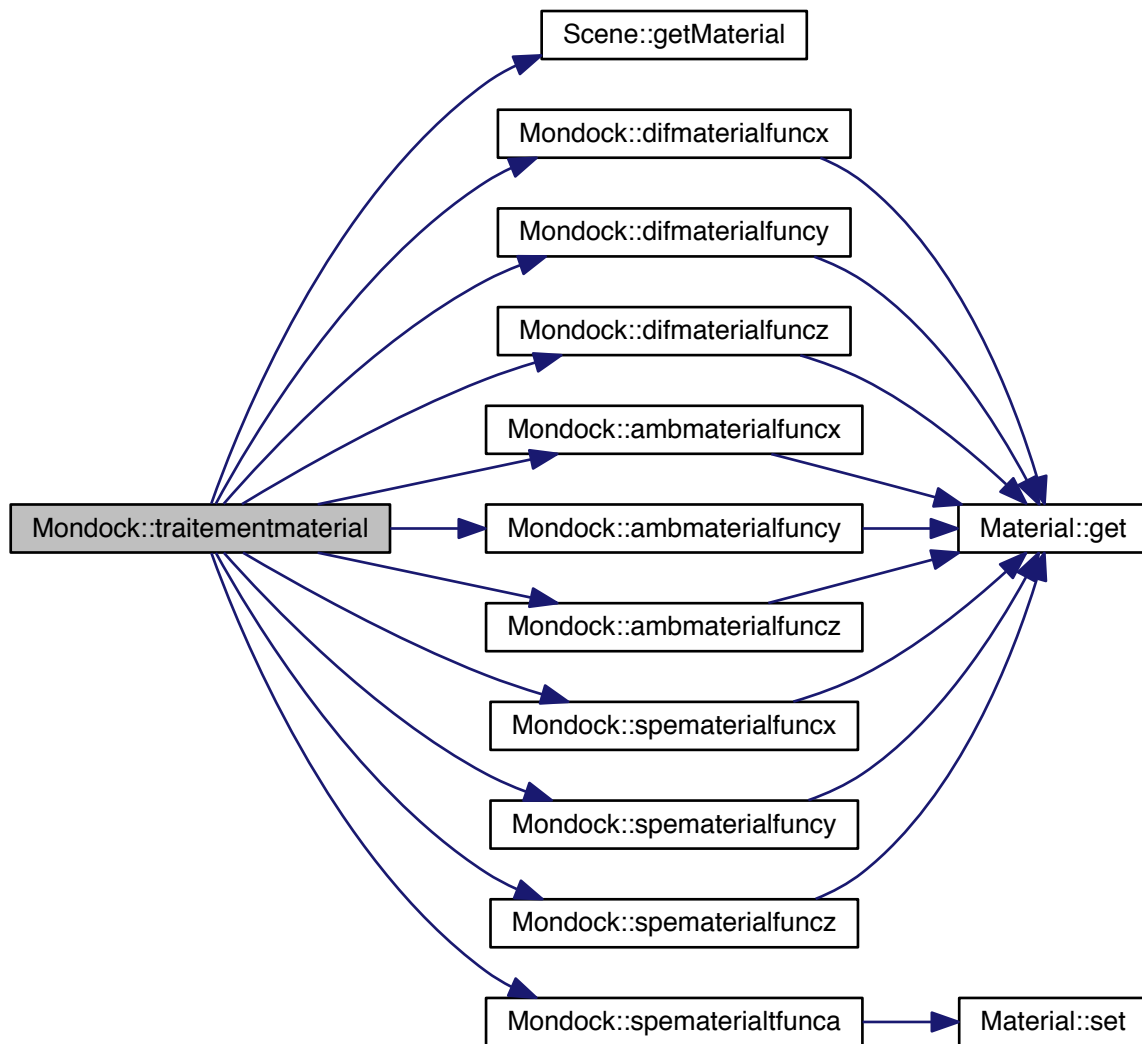 Scene::getMaterial
Mondock::difmaterialfuncx
Mondock::difmaterialfuncy
Mondock::difmaterialfuncz
Mondock::ambmaterialfuncx
Mondock::traitementmaterial
Mondock::ambmaterialfuncy
Material::get
Mondock::ambmaterialfuncz
Mondock::spematerialfuncx
Mondock::spematerialfuncy
Mondock::spematerialfuncz
Mondock::spematerialtfunca
Material::set